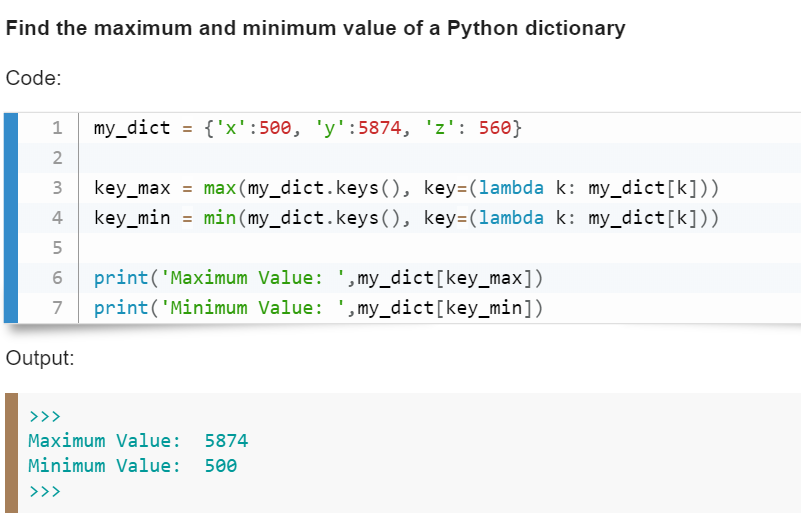 Find the maximum and minimum value of a Python dictionary
Code:
1 my_dict = {'x':500, 'y':5874, 'z': 560}
2
3 key_max = max(my_dict.keys(), key=(lambda k: my_dict[k]))
4 key_min = min(my_dict.keys(), key=(lambda k: my_dict[k]))
5
6 print('Maximum Value: ',my_dict[key_max])
7 print('Minimum Value: ',my_dict[key_min])
Output:
>>>
Maximum Value:  5874
Minimum Value:  500
>>>